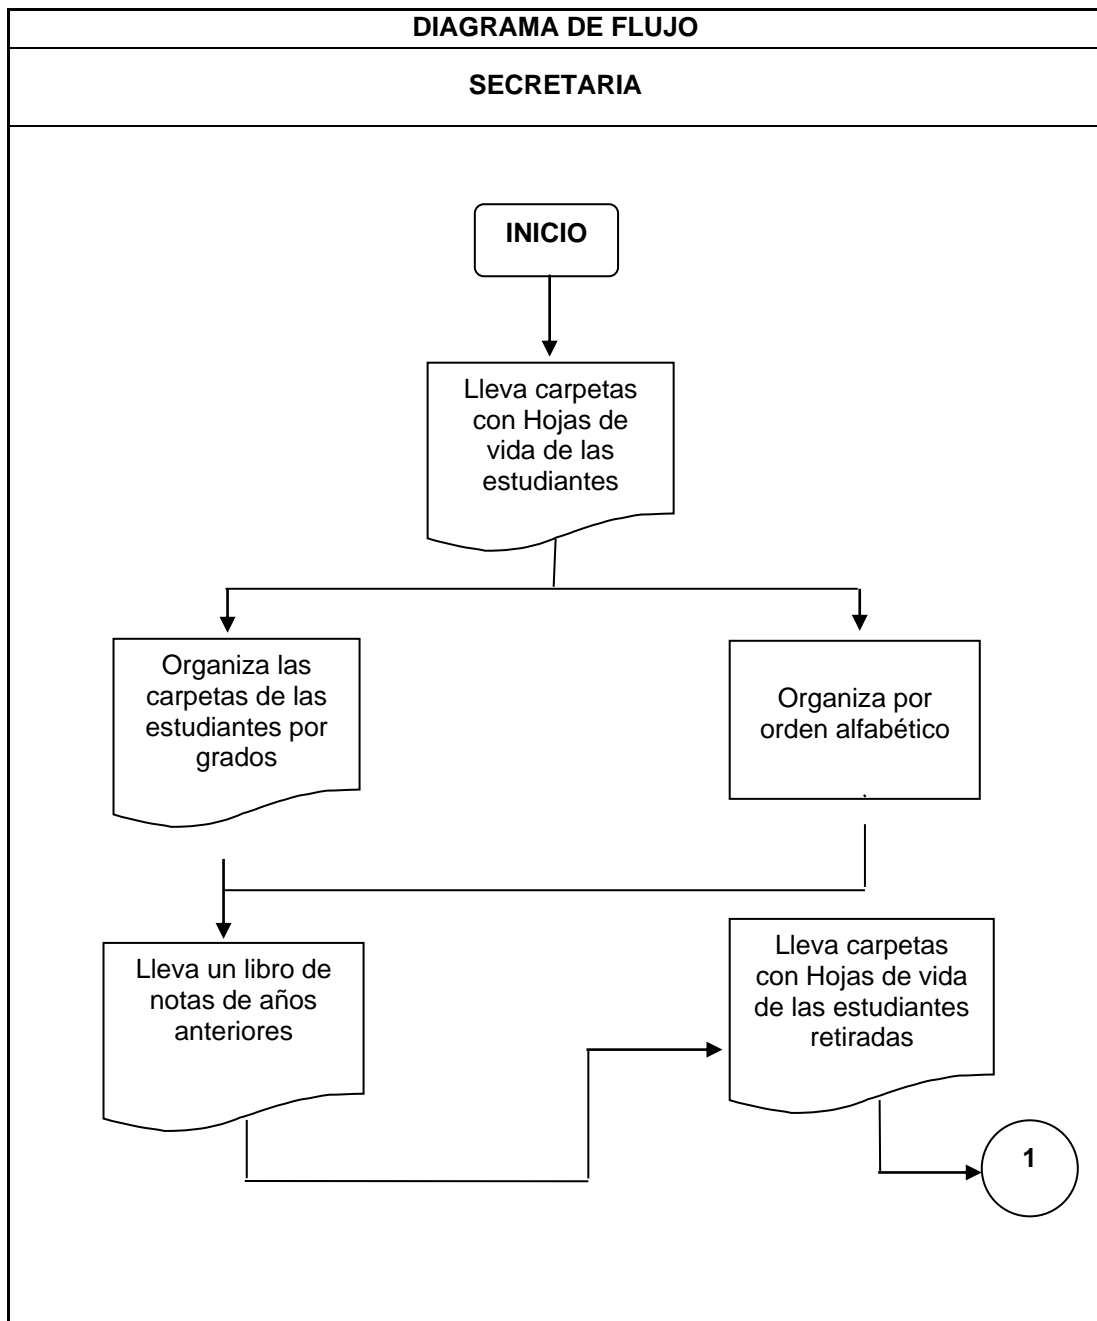 DIAGRAMA DE FLUJO
SECRETARIA
INICIO
Lleva carpetas
con Hojas de
vida de las
estudiantes
Organiza las
carpetas de las
estudiantes por
grados
Organiza por
orden alfabético
Lleva un libro de
notas de años
anteriores
Lleva carpetas
con Hojas de vida
de las estudiantes
retiradas
1